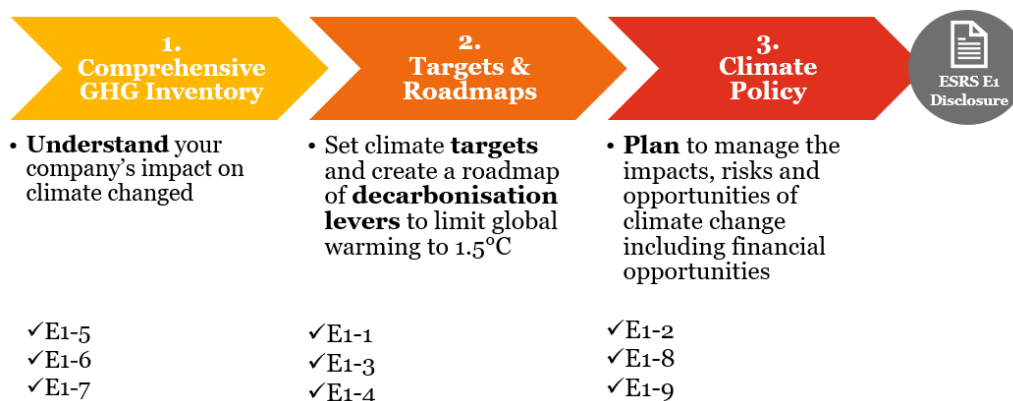 1.
Comprehensive
GHG Inventory
2.
Targets &
Roadmaps
3.
Climate
Policy
ESRS E1
Disclosure
• Understand your
company's impact on
climate changed
• Set climate targets
and create a roadmap
of decarbonisation
levers to limit global
warming to 1.5°C
• Plan to manage the
impacts, risks and
opportunities of
climate change
including financial
opportunities
✓E1-5
✓E1-6
✓E1-7
✓E1-1
✓E1-3
✓E1-4
✓E1-2
✓E1-8
✓E1-9